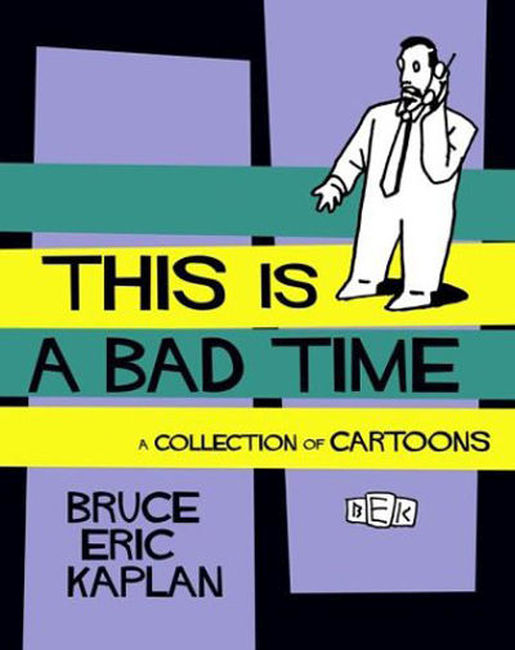 THIS IS
A BAD TIME
A COLLECTION OF CARTOONS
BRUCE
ERIC
KAPLAN
BEK